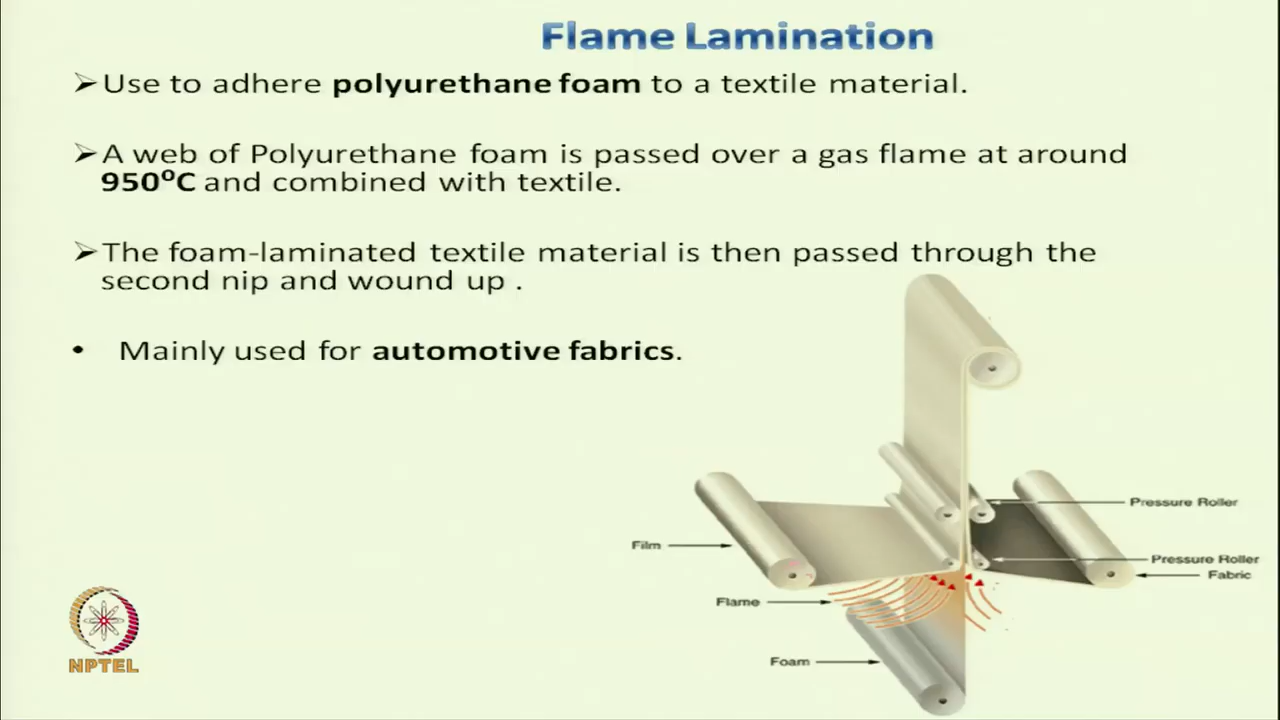 Flame Lamination
➢Use to adhere polyurethane foam to a textile material.
➢A web of Polyurethane foam is passed over a gas flame at around
950⁰C and combined with textile.
➢The foam-laminated textile material is then passed through the
second nip and wound up .
• Mainly used for automotive fabrics.
Pressure Roller
Film
Pressure Roller
Fabric
Flame
Foam
NPTEL